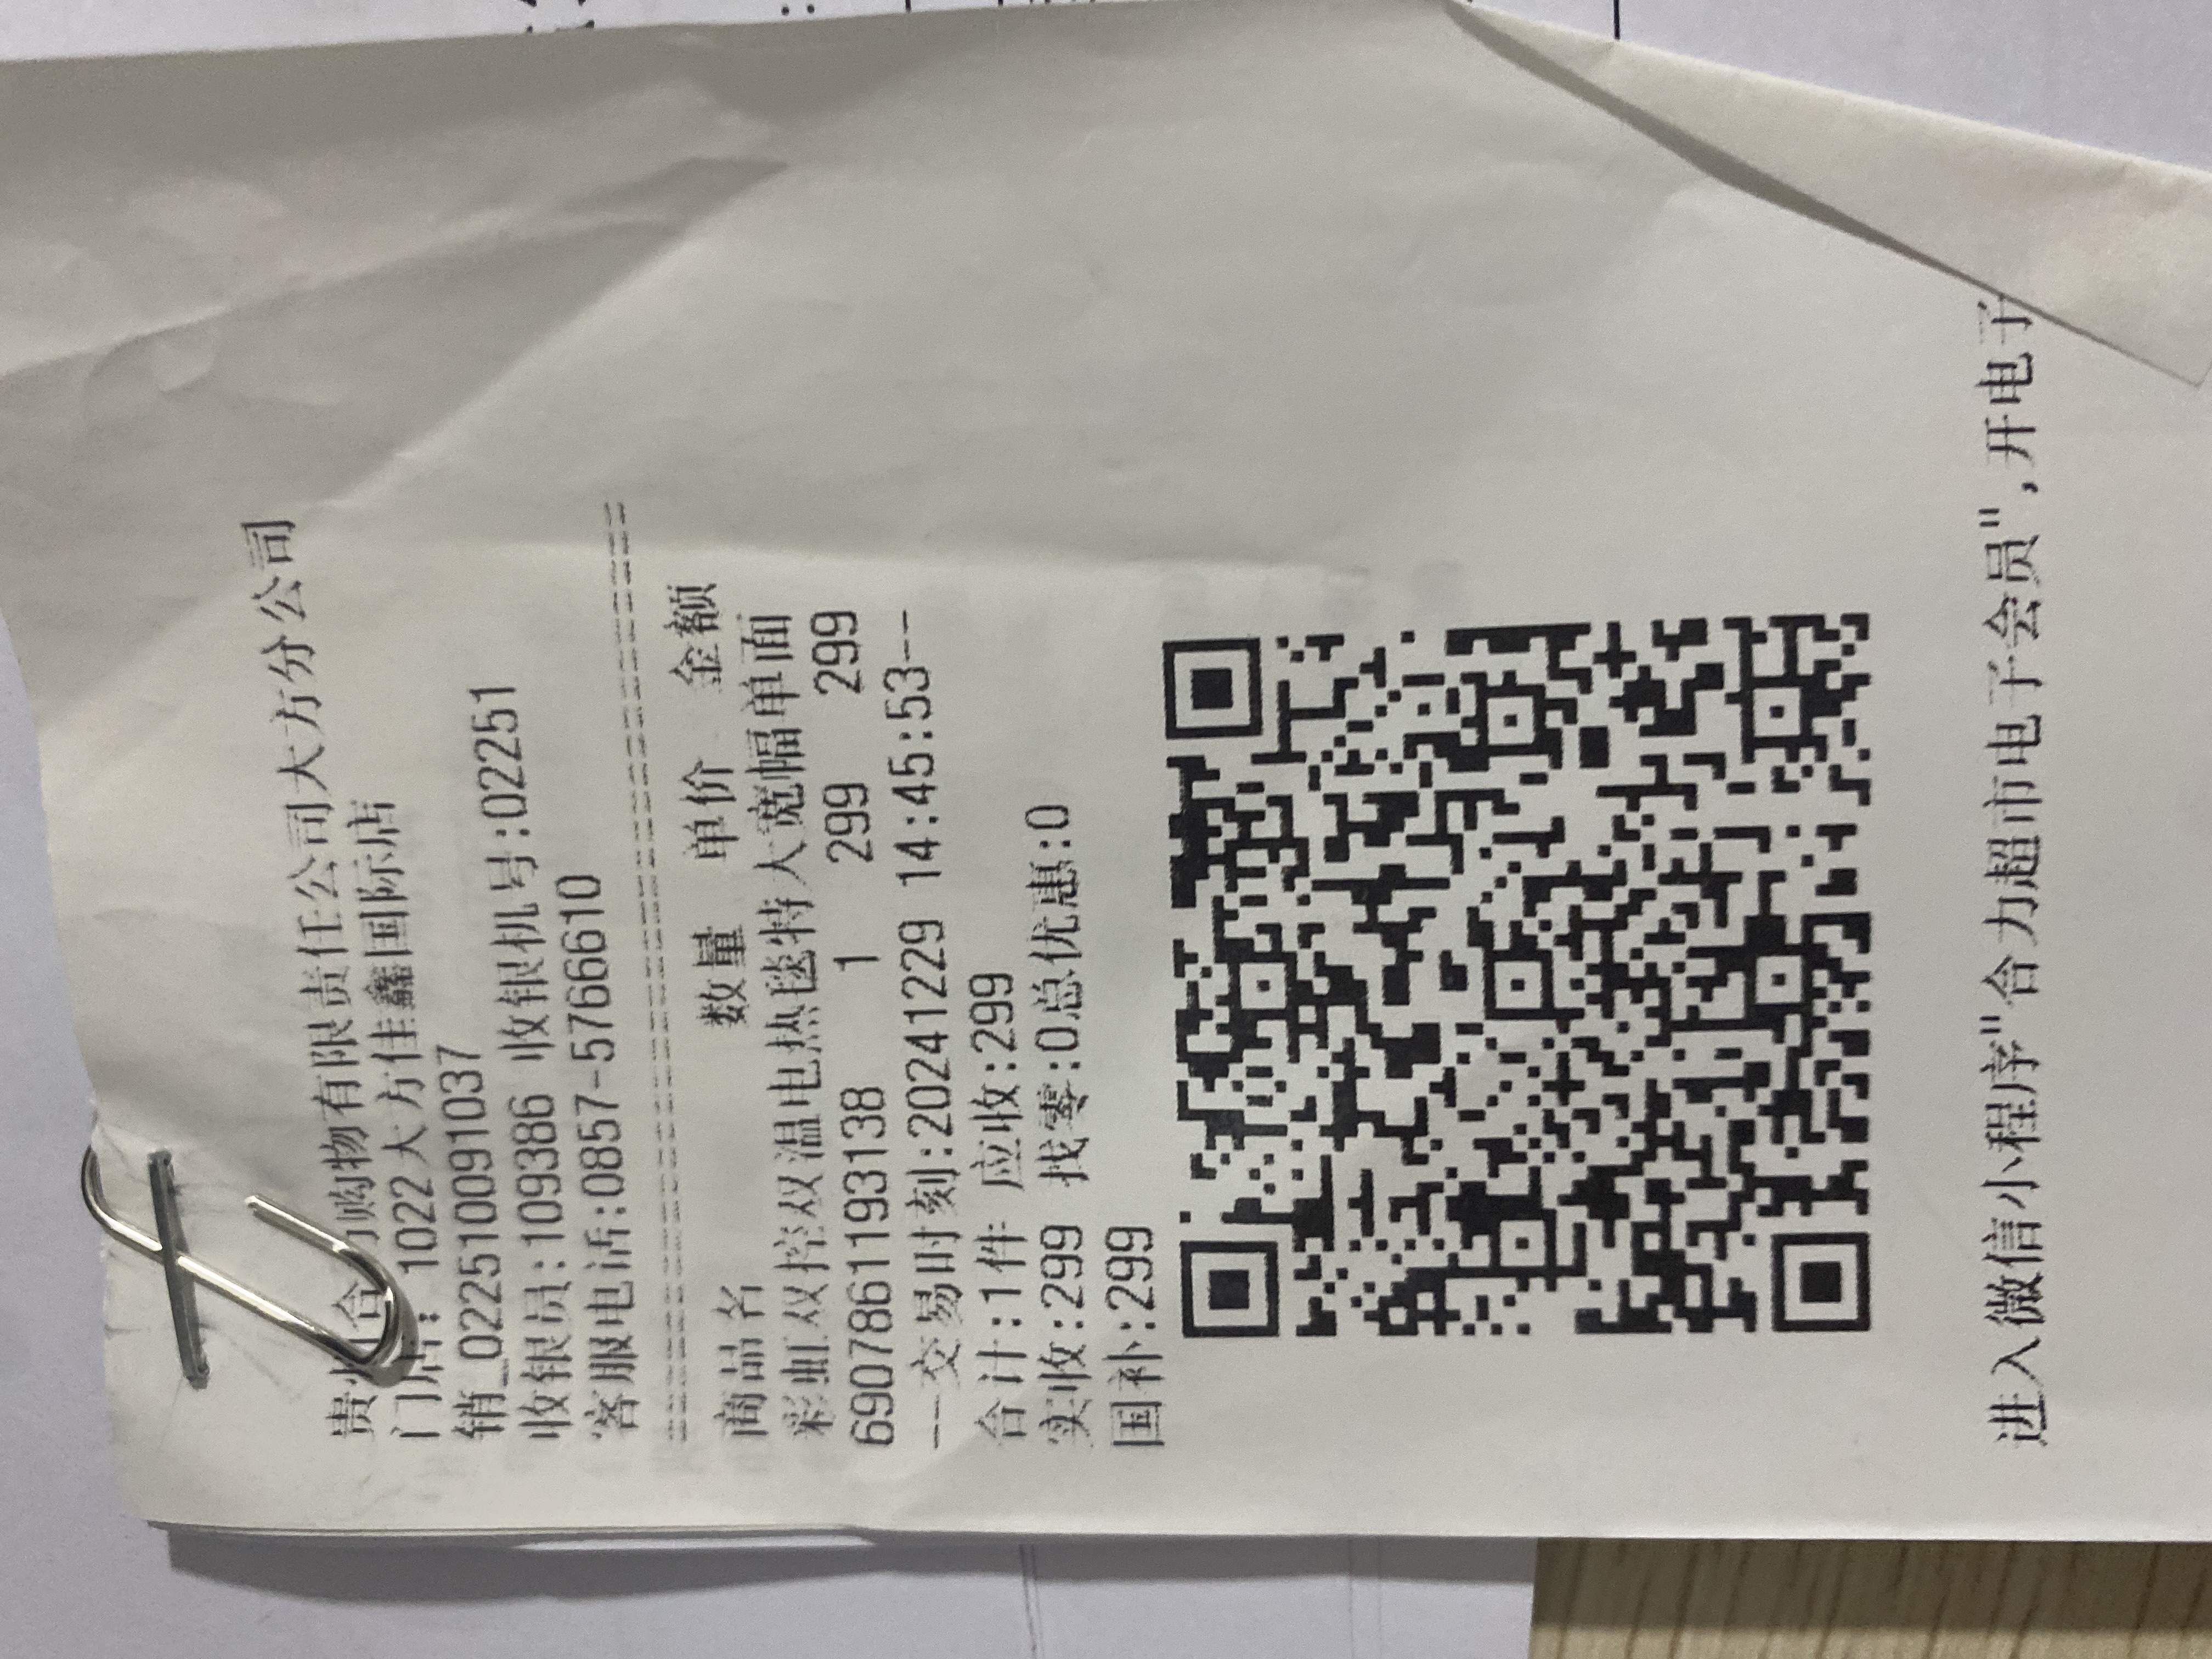 贵州合力购物有限责任公司大方分公司
门店: 1022大方佳鑫国际店
销_022510091037
收银员:109386 收银机号:02251
客服电话:0857-5766610
================================
商品名 数量 单价 金额
彩虹双控双温电热毯特大宽幅单面
6907861193138 1 299 299
--交易时刻:20241229 14:45:53--
合计:1件 应收:299
实收:299 找零:0总优惠:0
国补:299
进入微信小程序"合力超市电子会员",开电子